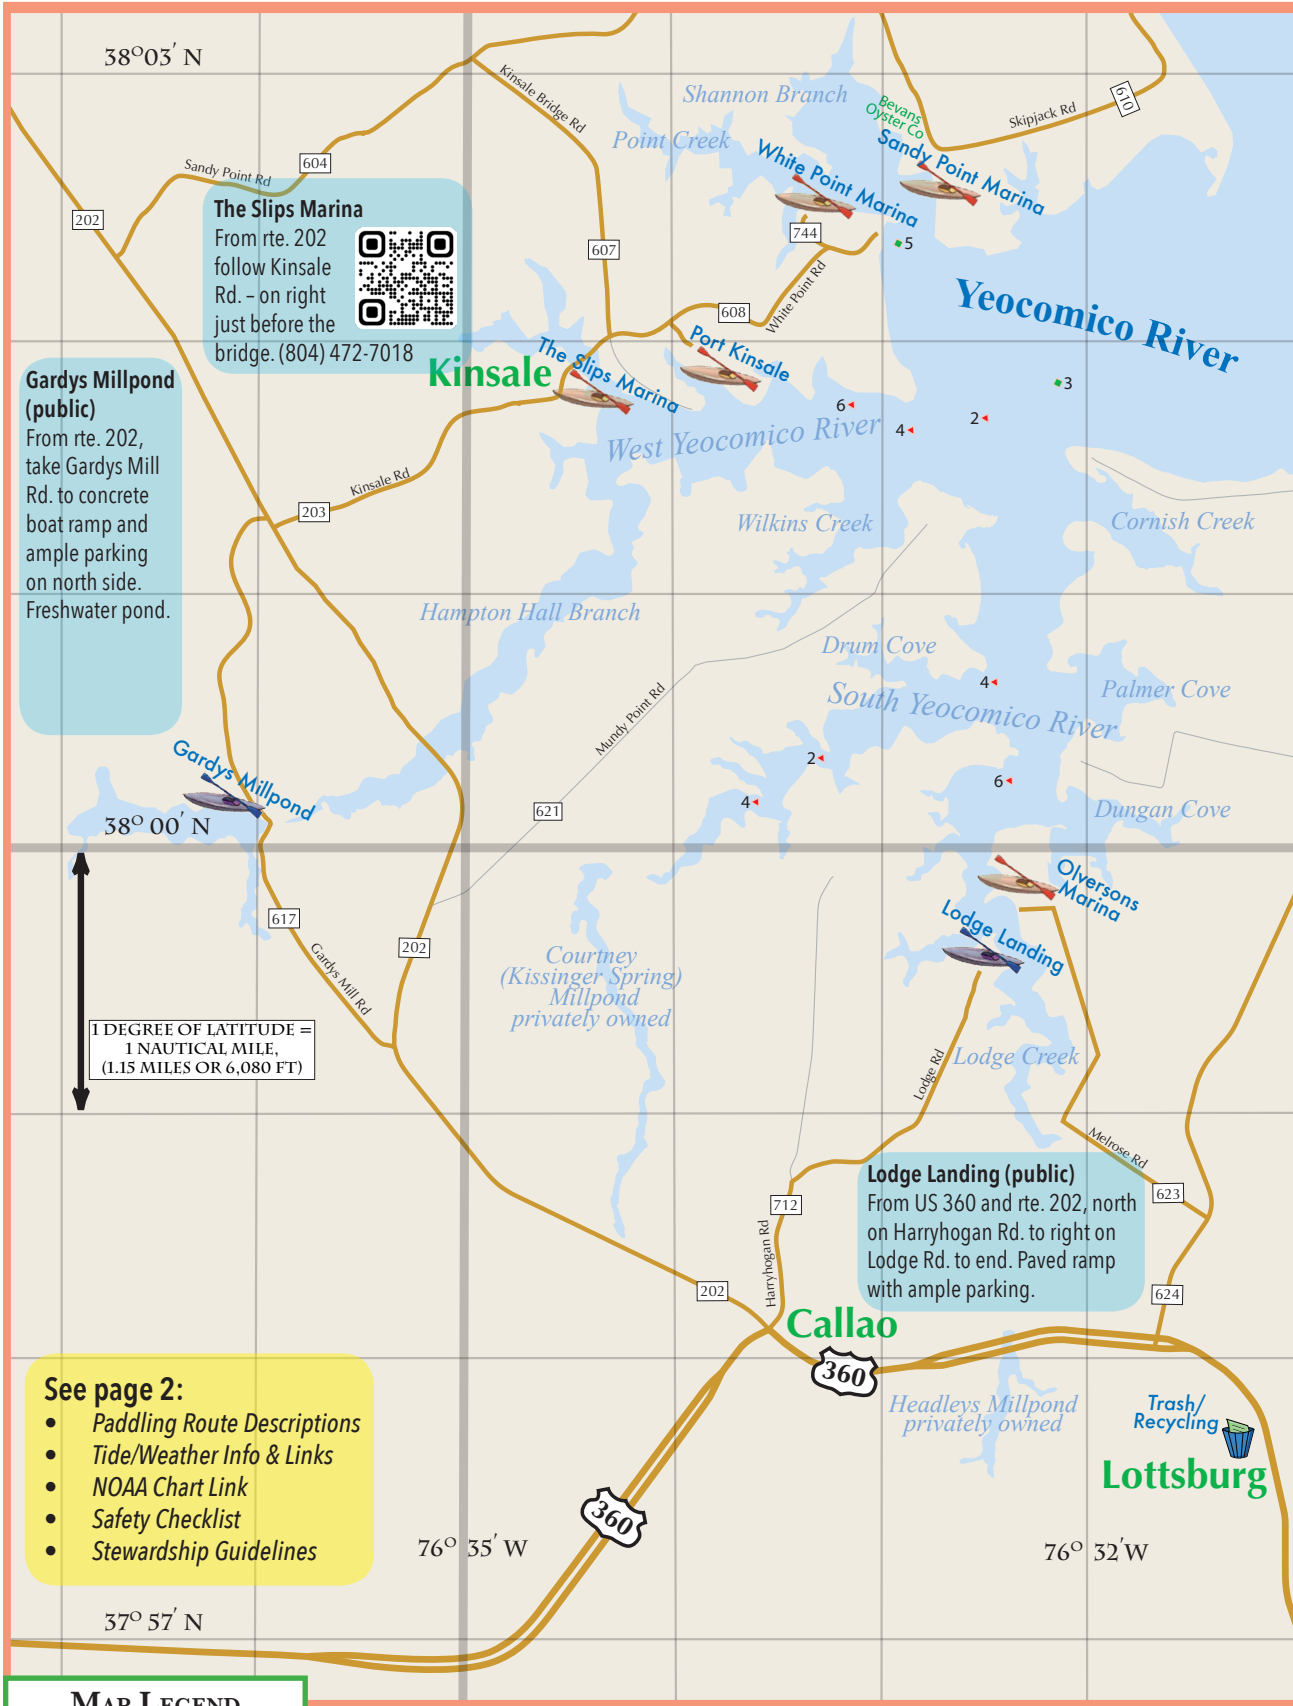 38° 03' N
Kinsale Bridge Rd
Shannon Branch
Bevans
Oyster Co
Skipjack Rd
610
Point Creek
604
Sandy Point Rd
White Point Marina
Sandy Point Marina
202
The Slips Marina
From rte. 202
follow Kinsale
Rd. – on right
just before the
bridge. (804) 472-7018
607
744
5
White Point Rd
608
Yeocomico River
Kinsale
The Slips Marina
Port Kinsale
3
6
4
2
West Yeocomico River
Gardys Millpond
(public)
From rte. 202,
take Gardys Mill
Rd. to concrete
boat ramp and
ample parking
on north side.
Freshwater pond.
Kinsale Rd
203
Wilkins Creek
Cornish Creek
Hampton Hall Branch
Drum Cove
4
Palmer Cove
South Yeocomico River
Mundy Point Rd
2
4
6
Gardys Millpond
621
Dungan Cove
38° 00' N
Olversons
Marina
617
202
Lodge Landing
Gardys Mill Rd
Courtney
(Kissinger Spring)
Millpond
privately owned
1 DEGREE OF LATITUDE =
1 NAUTICAL MILE,
(1.15 MILES OR 6,080 FT)
Lodge Rd
Lodge Creek
Melrose Rd
623
Lodge Landing (public)
From US 360 and rte. 202, north
on Harryhogan Rd. to right on
Lodge Rd. to end. Paved ramp
with ample parking.
712
Harryhogan Rd
202
624
Callao
360
Headleys Millpond
privately owned
Trash/
Recycling
Lottsburg
See page 2:
• Paddling Route Descriptions
• Tide/Weather Info & Links
• NOAA Chart Link
• Safety Checklist
• Stewardship Guidelines
360
76° 35' W
76° 32'W
37° 57' N
MAP LEGEND